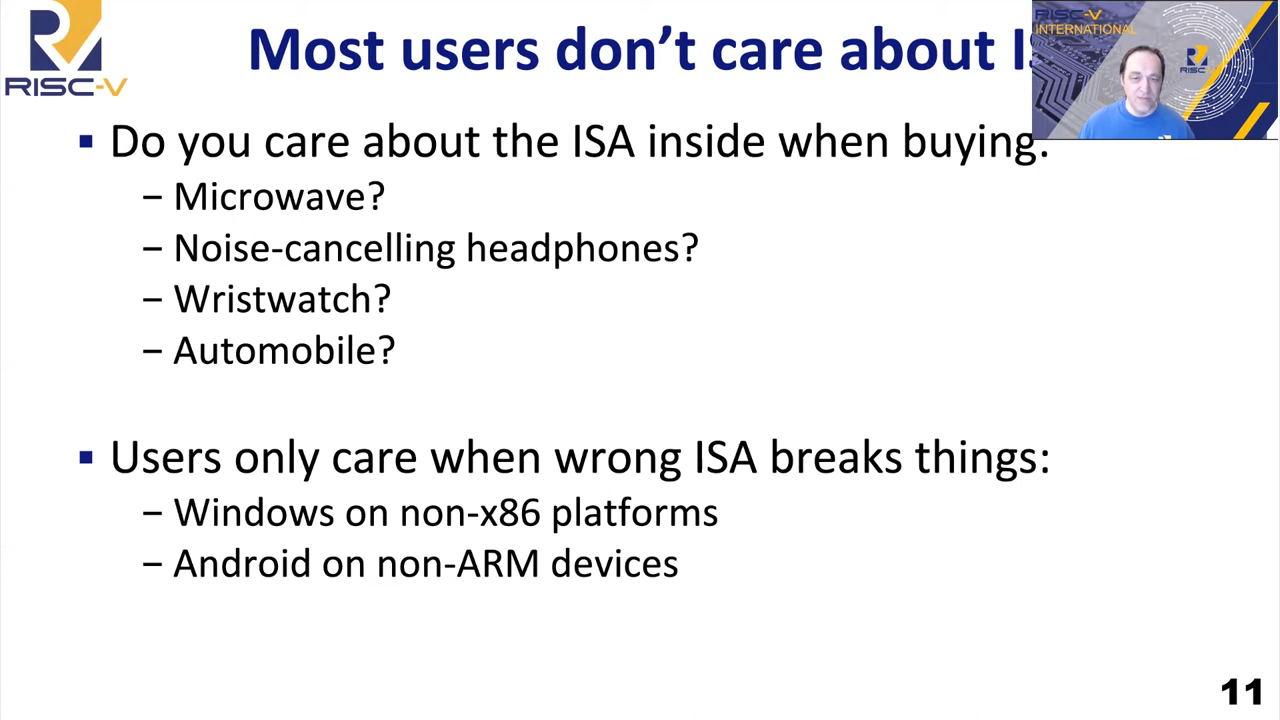 RISC-V
Most users don’t care about
Do you care about the ISA inside when buying:
– Microwave?
– Noise-cancelling headphones?
– Wristwatch?
– Automobile?
Users only care when wrong ISA breaks things:
– Windows on non-x86 platforms
– Android on non-ARM devices
RISC-V
INTERNATIONAL
RISC-V
11